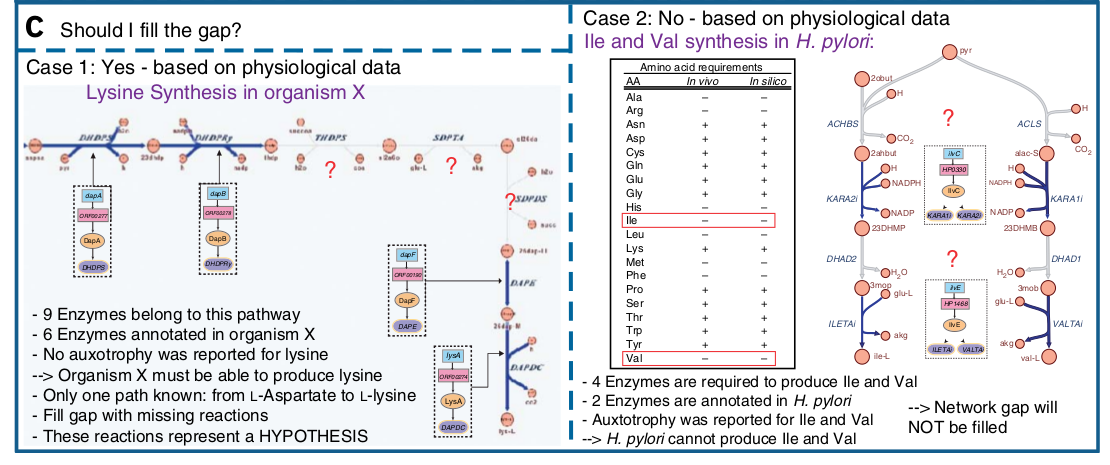 C Should I fill the gap?
Case 1: Yes - based on physiological data
Lysine Synthesis in organism X
DHDPS
DHDPRy
THDPS
SDPTA
? ?
h2o
glu-L
akg
dapA
ORF00277
DapA
DHDPS
dapB
ORF00278
DapB
DHDPRy
?
SDPDS
dapF
ORF00190
DapF
DAPE
DAPE
lysA
ORF00274
LysA
DAPDC
DAPDC
lys-L
- 9 Enzymes belong to this pathway
- 6 Enzymes annotated in organism X
- No auxotrophy was reported for lysine
--> Organism X must be able to produce lysine
- Only one path known: from L-Aspartate to L-lysine
- Fill gap with missing reactions
- These reactions represent a HYPOTHESIS
Case 2: No - based on physiological data
Ile and Val synthesis in H. pylori:
Amino acid requirements
AA In vivo In silico
Ala – –
Arg – –
Asn + +
Asp + +
Cys + +
Gln + +
Glu + +
Gly + +
His – –
Ile – –
Leu – –
Lys + +
Met – –
Phe – –
Pro + +
Ser + +
Thr + +
Trp + +
Tyr + +
Val – –
pyr
2obut
H
H
ACHBS
?
ACLS
CO2
CO2
2ahbut
alac-S
H
NADPH
H
NADPH
ilvC
HP0330
IlvC
KARA1i KARA2i
KARA2i
KARA1i
NADP
NADP
23DHMP
23DHMB
DHAD2
?
DHAD1
H2O
H2O
3mop
3mob
glu-L
glu-L
ilvE
HP1468
IlvE
ILETAi VALTA
ILETAi
VALTAi
akg
akg
ile-L
val-L
- 4 Enzymes are required to produce Ile and Val
- 2 Enzymes are annotated in H. pylori
- Auxtotrophy was reported for Ile and Val
--> H. pylori cannot produce Ile and Val
--> Network gap will
NOT be filled